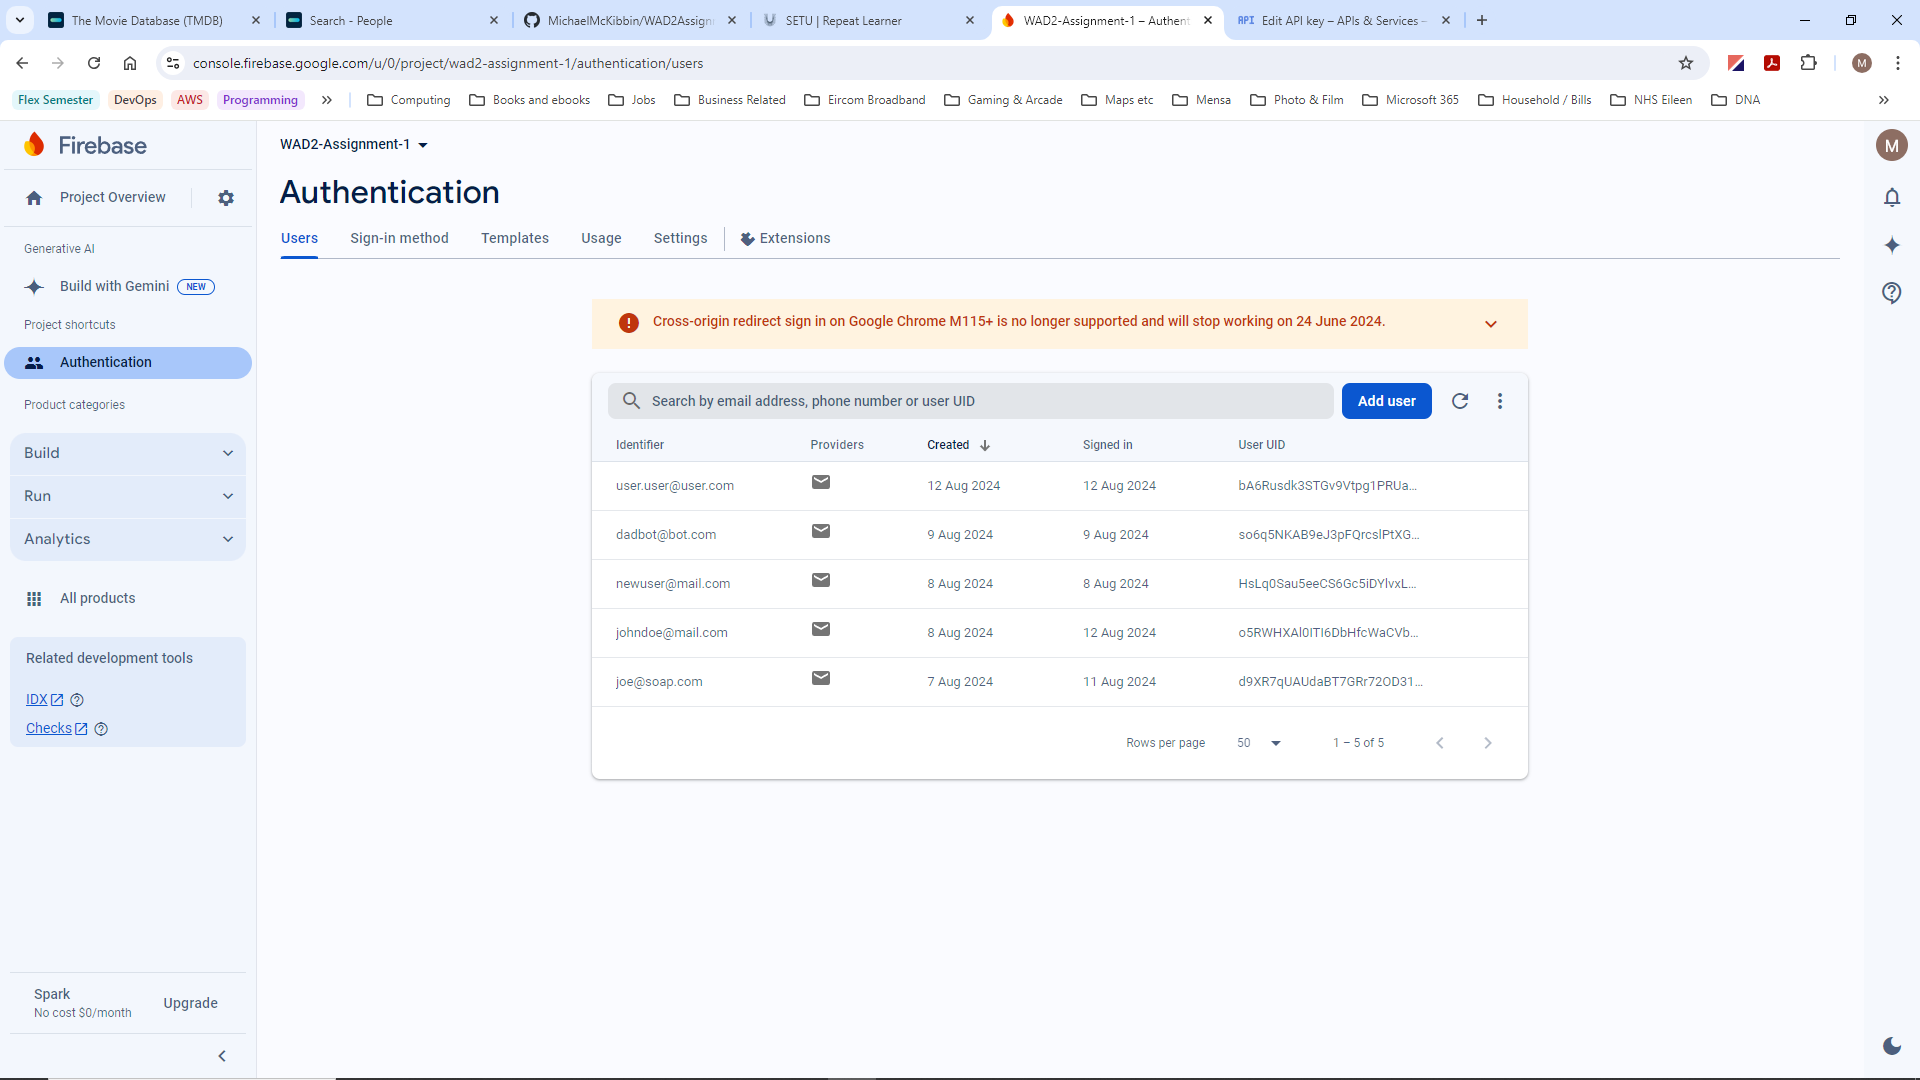 The Movie Database (TMDB)
Search - People
MichaelMcKibbin/WAD2Assignm
SETU | Repeat Learner
WAD2-Assignment-1 – Authent
API Edit API key – APIs & Services –
console.firebase.google.com/u/0/project/wad2-assignment-1/authentication/users
M
Flex Semester
DevOps
AWS
Programming
Computing
Books and ebooks
Jobs
Business Related
Eircom Broadband
Gaming & Arcade
Maps etc
Mensa
Photo & Film
Microsoft 365
Household / Bills
NHS Eileen
DNA
Firebase
WAD2-Assignment-1
M
Project Overview
Authentication
Users
Sign-in method
Templates
Usage
Settings
Extensions
Generative AI
Build with Gemini NEW
Project shortcuts
Authentication
Product categories
Build
Run
Analytics
All products
Related development tools
IDX
Checks
Spark
No cost $0/month
Upgrade
Cross-origin redirect sign in on Google Chrome M115+ is no longer supported and will stop working on 24 June 2024.
Search by email address, phone number or user UID
Add user
Identifier Providers Created Signed in User UID
user.user@user.com 12 Aug 2024 12 Aug 2024 bA6Rusdk3STGv9Vtpg1PRUa...
dadbot@bot.com 9 Aug 2024 9 Aug 2024 so6q5NKAB9eJ3pFQrcslPtXG...
newuser@mail.com 8 Aug 2024 8 Aug 2024 HsLq0Sau5eeCS6Gc5iDYlvxL...
johndoe@mail.com 8 Aug 2024 12 Aug 2024 o5RWHXAl0ITI6DbHfcWaCVb...
joe@soap.com 7 Aug 2024 11 Aug 2024 d9XR7qUAUdaBT7GRr72OD31...
Rows per page 50 1 – 5 of 5